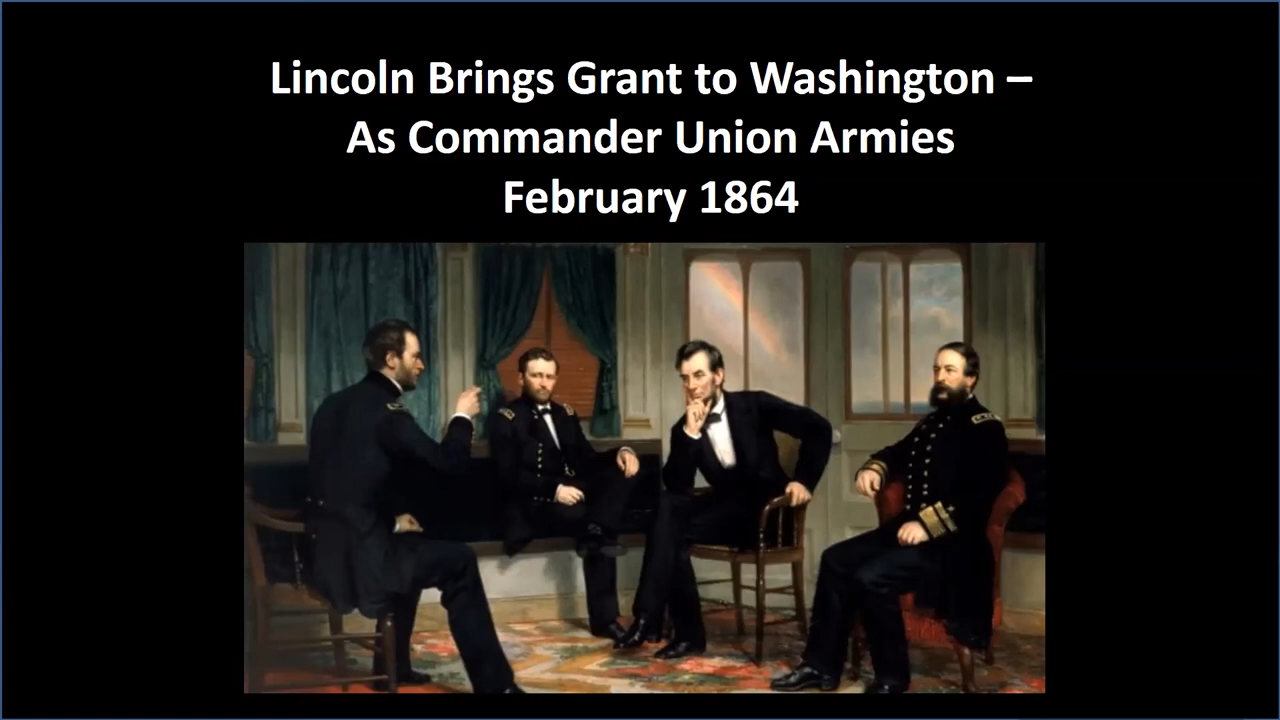 Lincoln Brings Grant to Washington –
As Commander Union Armies
February 1864